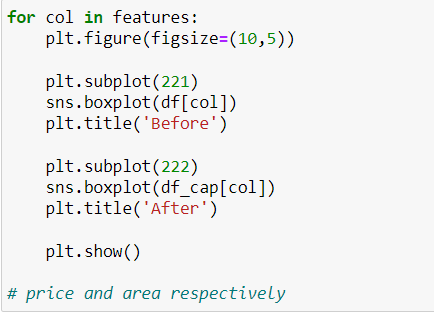 for col in features:
    plt.figure(figsize=(10,5))

    plt.subplot(221)
    sns.boxplot(df[col])
    plt.title('Before')

    plt.subplot(222)
    sns.boxplot(df_cap[col])
    plt.title('After')

    plt.show()

# price and area respectively